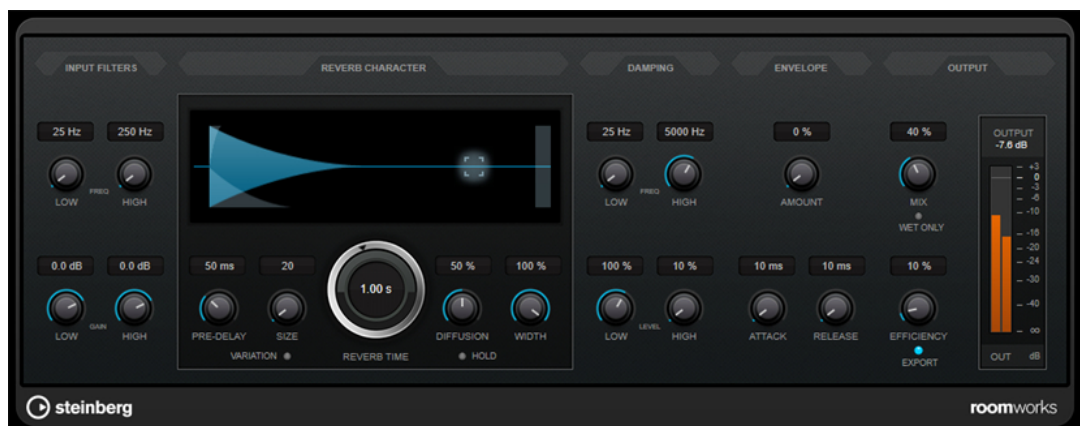 INPUT FILTERS
REVERB CHARACTER
DAMPING
ENVELOPE
OUTPUT
25 Hz 250 Hz
LOW FREQ HIGH
0.0 dB 0.0 dB
LOW GAIN HIGH
50 ms 20
PRE-DELAY SIZE
VARIATION
1.00 s
REVERB TIME
50 % 100 %
DIFFUSION WIDTH
HOLD
25 Hz 5000 Hz
LOW FREQ HIGH
100 % 10 %
LOW LEVEL HIGH
0 %
AMOUNT
10 ms 10 ms
ATTACK RELEASE
40 %
MIX
WET ONLY
10 %
EFFICIENCY
EXPORT
OUTPUT
-7.6 dB
+3
0
-3
-6
-10
-16
-20
-24
-30
-40
∞
OUT dB
steinberg
roomworks